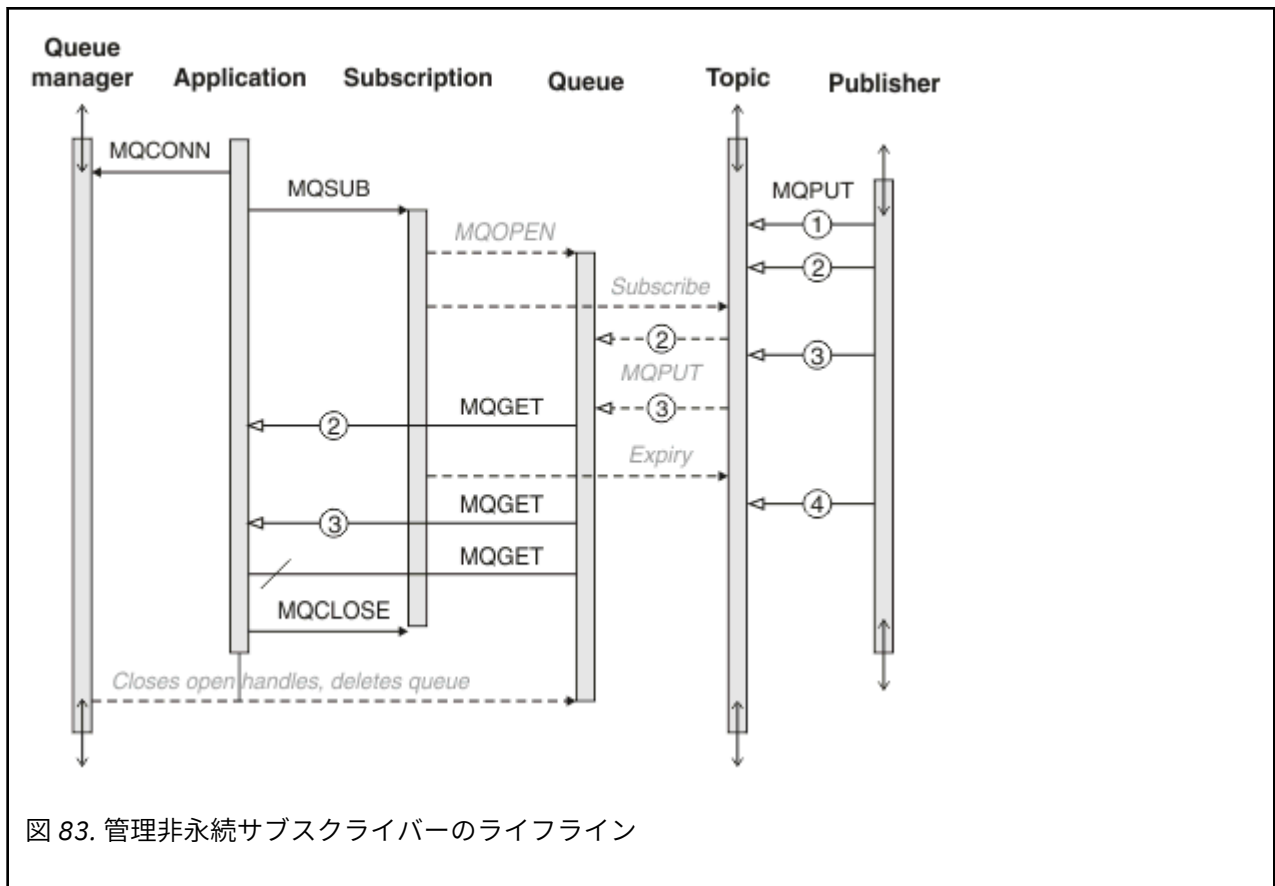 Queue
manager
Application
Subscription
Queue
Topic
Publisher
MQCONN
MQSUB
MQPUT
①
MQOPEN
②
Subscribe
②
③
MQPUT
③
MQGET
②
Expiry
④
MQGET
③
MQGET
MQCLOSE
Closes open handles, deletes queue
図 83. 管理非永続サブスクライバーのライフライン